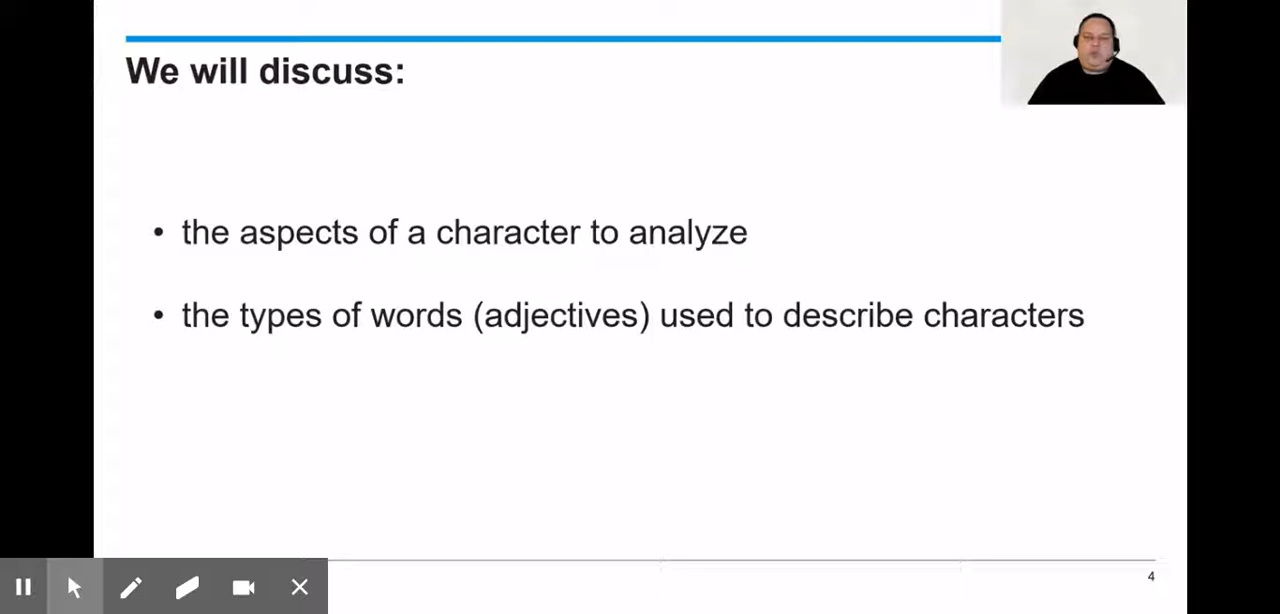 We will discuss:
• the aspects of a character to analyze
• the types of words (adjectives) used to describe characters
4